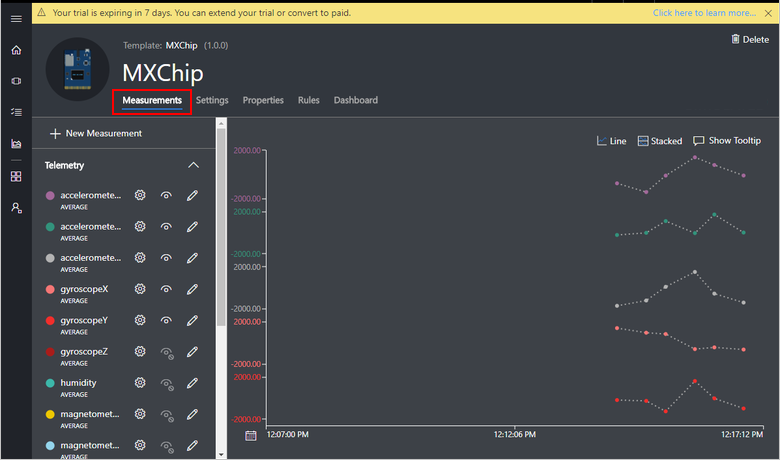 Your trial is expiring in 7 days. You can extend your trial or convert to paid.
Click here to learn more...
Template: MXChip (1.0.0)
Delete
MXChip
Measurements Settings Properties Rules Dashboard
New Measurement
Line Stacked Show Tooltip
Telemetry
acceleromete...
AVERAGE
acceleromete...
AVERAGE
acceleromete...
AVERAGE
gyroscopeX
AVERAGE
gyroscopeY
AVERAGE
gyroscopeZ
AVERAGE
humidity
AVERAGE
magnetomet...
AVERAGE
magnetomet...
AVERAGE
2000.00
-2000.00
2000.00
-2000.00
2000.00
-2000.00
2000.00
-2000.00
2000.00
-2000.00
12:07:00 PM 12:12:06 PM 12:17:12 PM